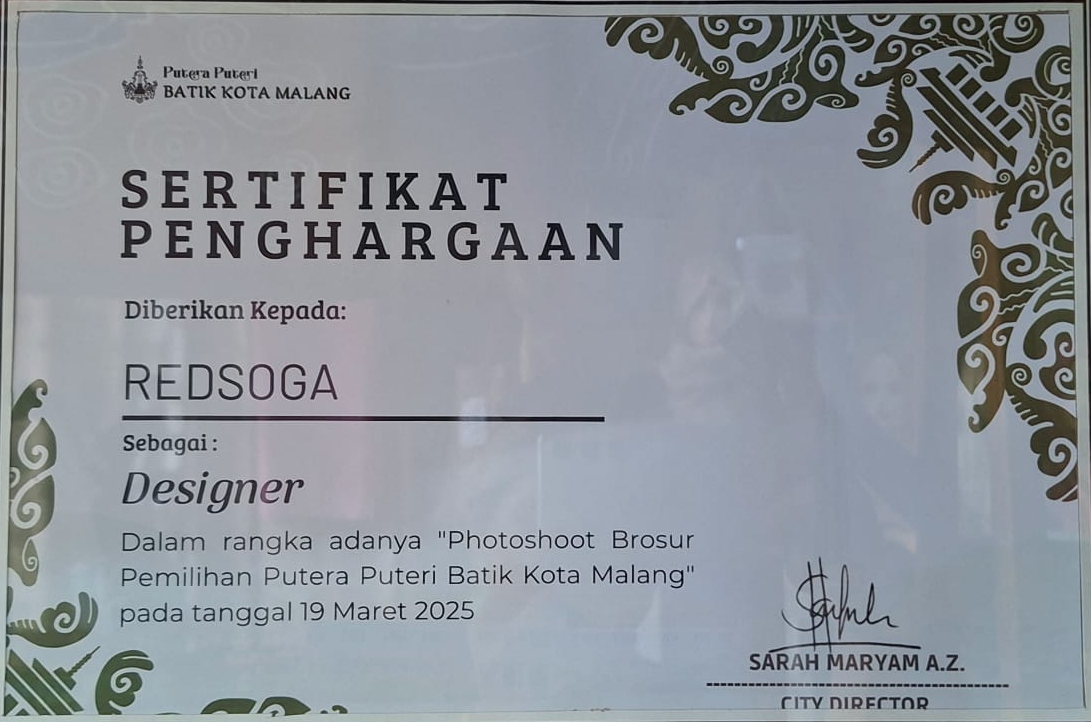 Putera Puteri
BATIK KOTA MALANG
SERTIFIKAT
PENGHARGAAN
Diberikan Kepada:
REDSOGA
Sebagai :
Designer
Dalam rangka adanya "Photoshoot Brosur
Pemilihan Putera Puteri Batik Kota Malang"
pada tanggal 19 Maret 2025
SARAH MARYAM A.Z.
CITY DIRECTOR